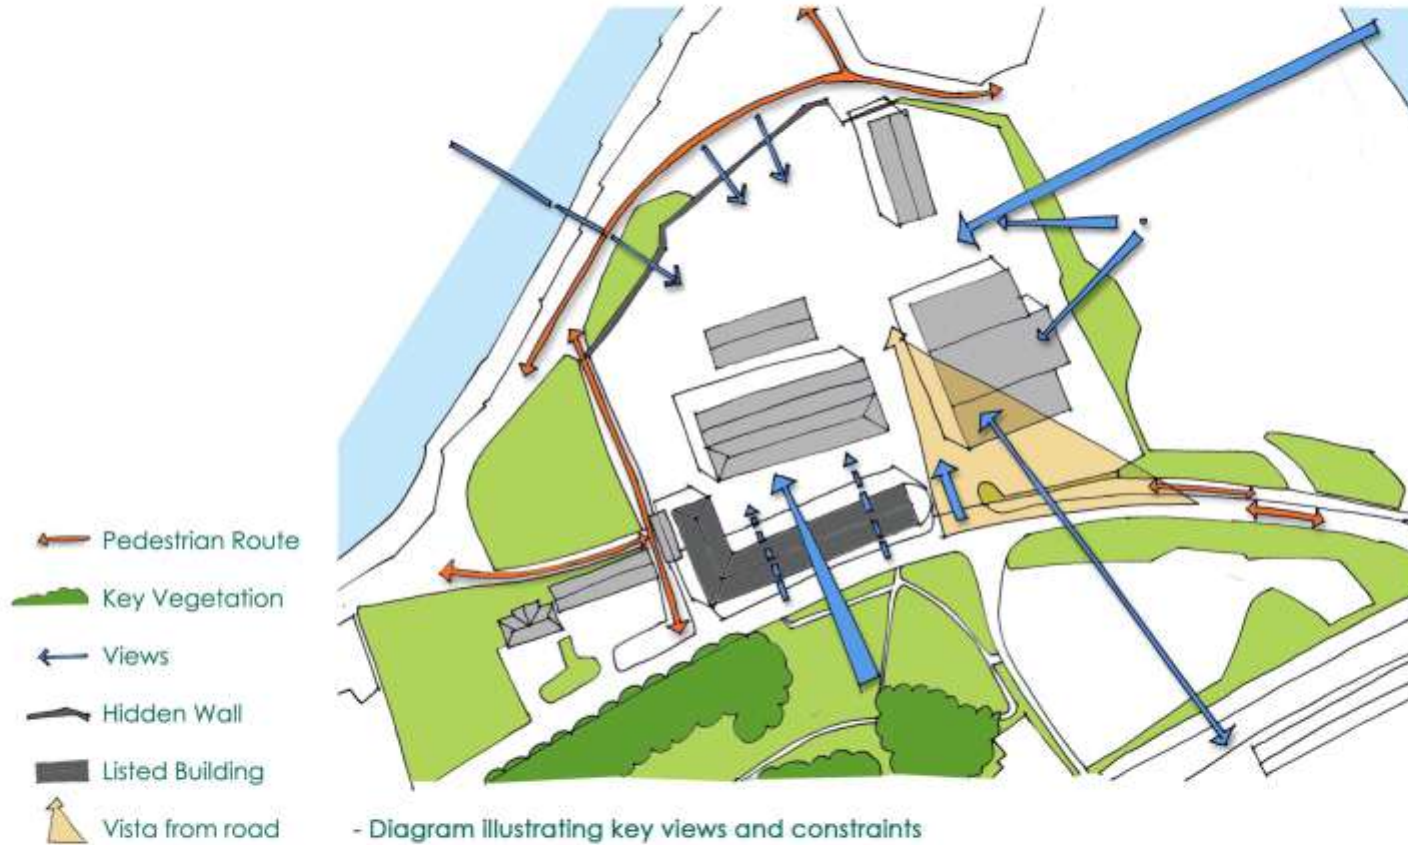 Pedestrian Route
Key Vegetation
Views
Hidden Wall
Listed Building
Vista from road
- Diagram illustrating key views and constraints